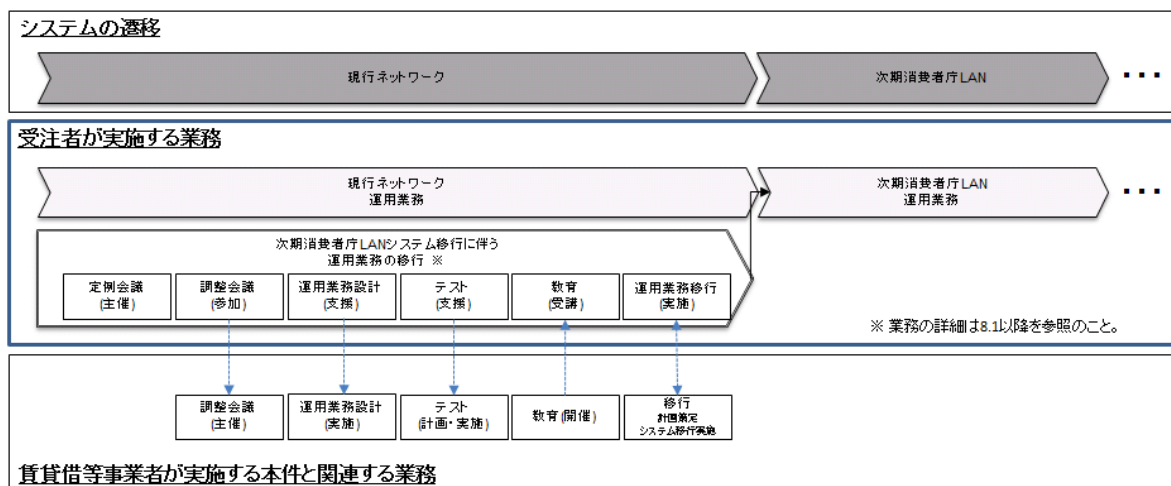 システムの遷移
現行ネットワーク
次期消費者庁LAN
・・・
受注者が実施する業務
現行ネットワーク
運用業務
次期消費者庁LAN
運用業務
・・・
次期消費者庁LANシステム移行に伴う
運用業務の移行 ※
定例会議
(主催)
調整会議
(参加)
運用業務設計
(支援)
テスト
(支援)
教育
(受講)
運用業務移行
(実施)
※ 業務の詳細は8.1以降を参照のこと。
調整会議
(主催)
運用業務設計
(実施)
テスト
(計画・実施)
教育(開催)
移行
計画策定
システム移行実施
賃貸借等事業者が実施する本件と関連する業務